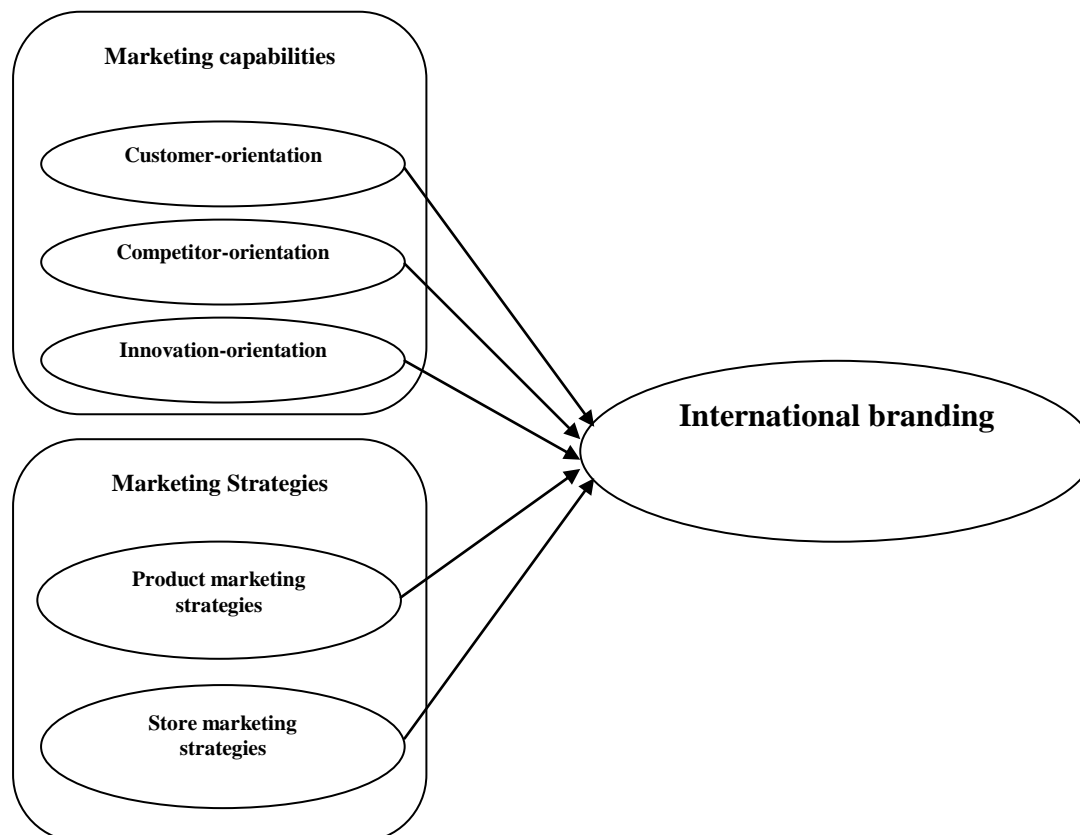 Marketing capabilities
Customer-orientation
Competitor-orientation
Innovation-orientation
International branding
Marketing Strategies
Product marketing
strategies
Store marketing
strategies